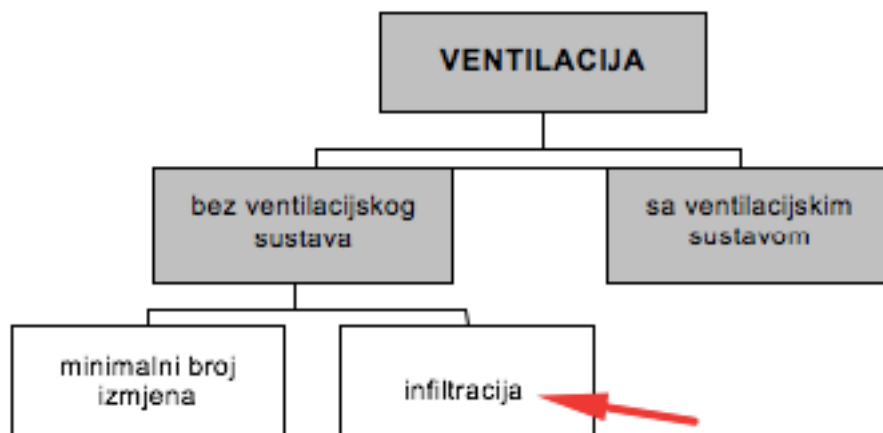 VENTILACIJA
bez ventilacijskog
sustava
sa ventilacijskim
sustavom
minimalni broj
izmjena
infiltracija